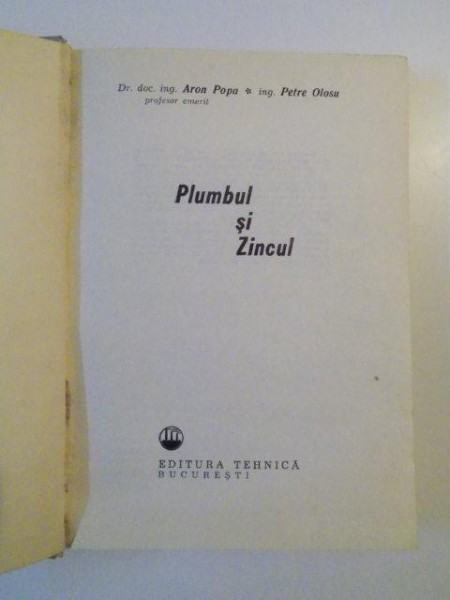 Dr. doc. ing. Aron Popa * ing. Petre Olosu
profesor emerit
Plumbul
și
Zincul
EDITURA TEHNICĂ
BUCUREȘTI